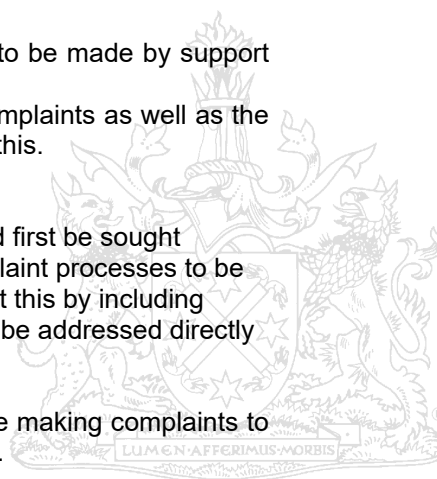 to be made by support
mplaints as well as the
this.
d first be sought
laint processes to be
t this by including
be addressed directly
e making complaints to
.
LUMEN·AFFERIMUS·MORBIS